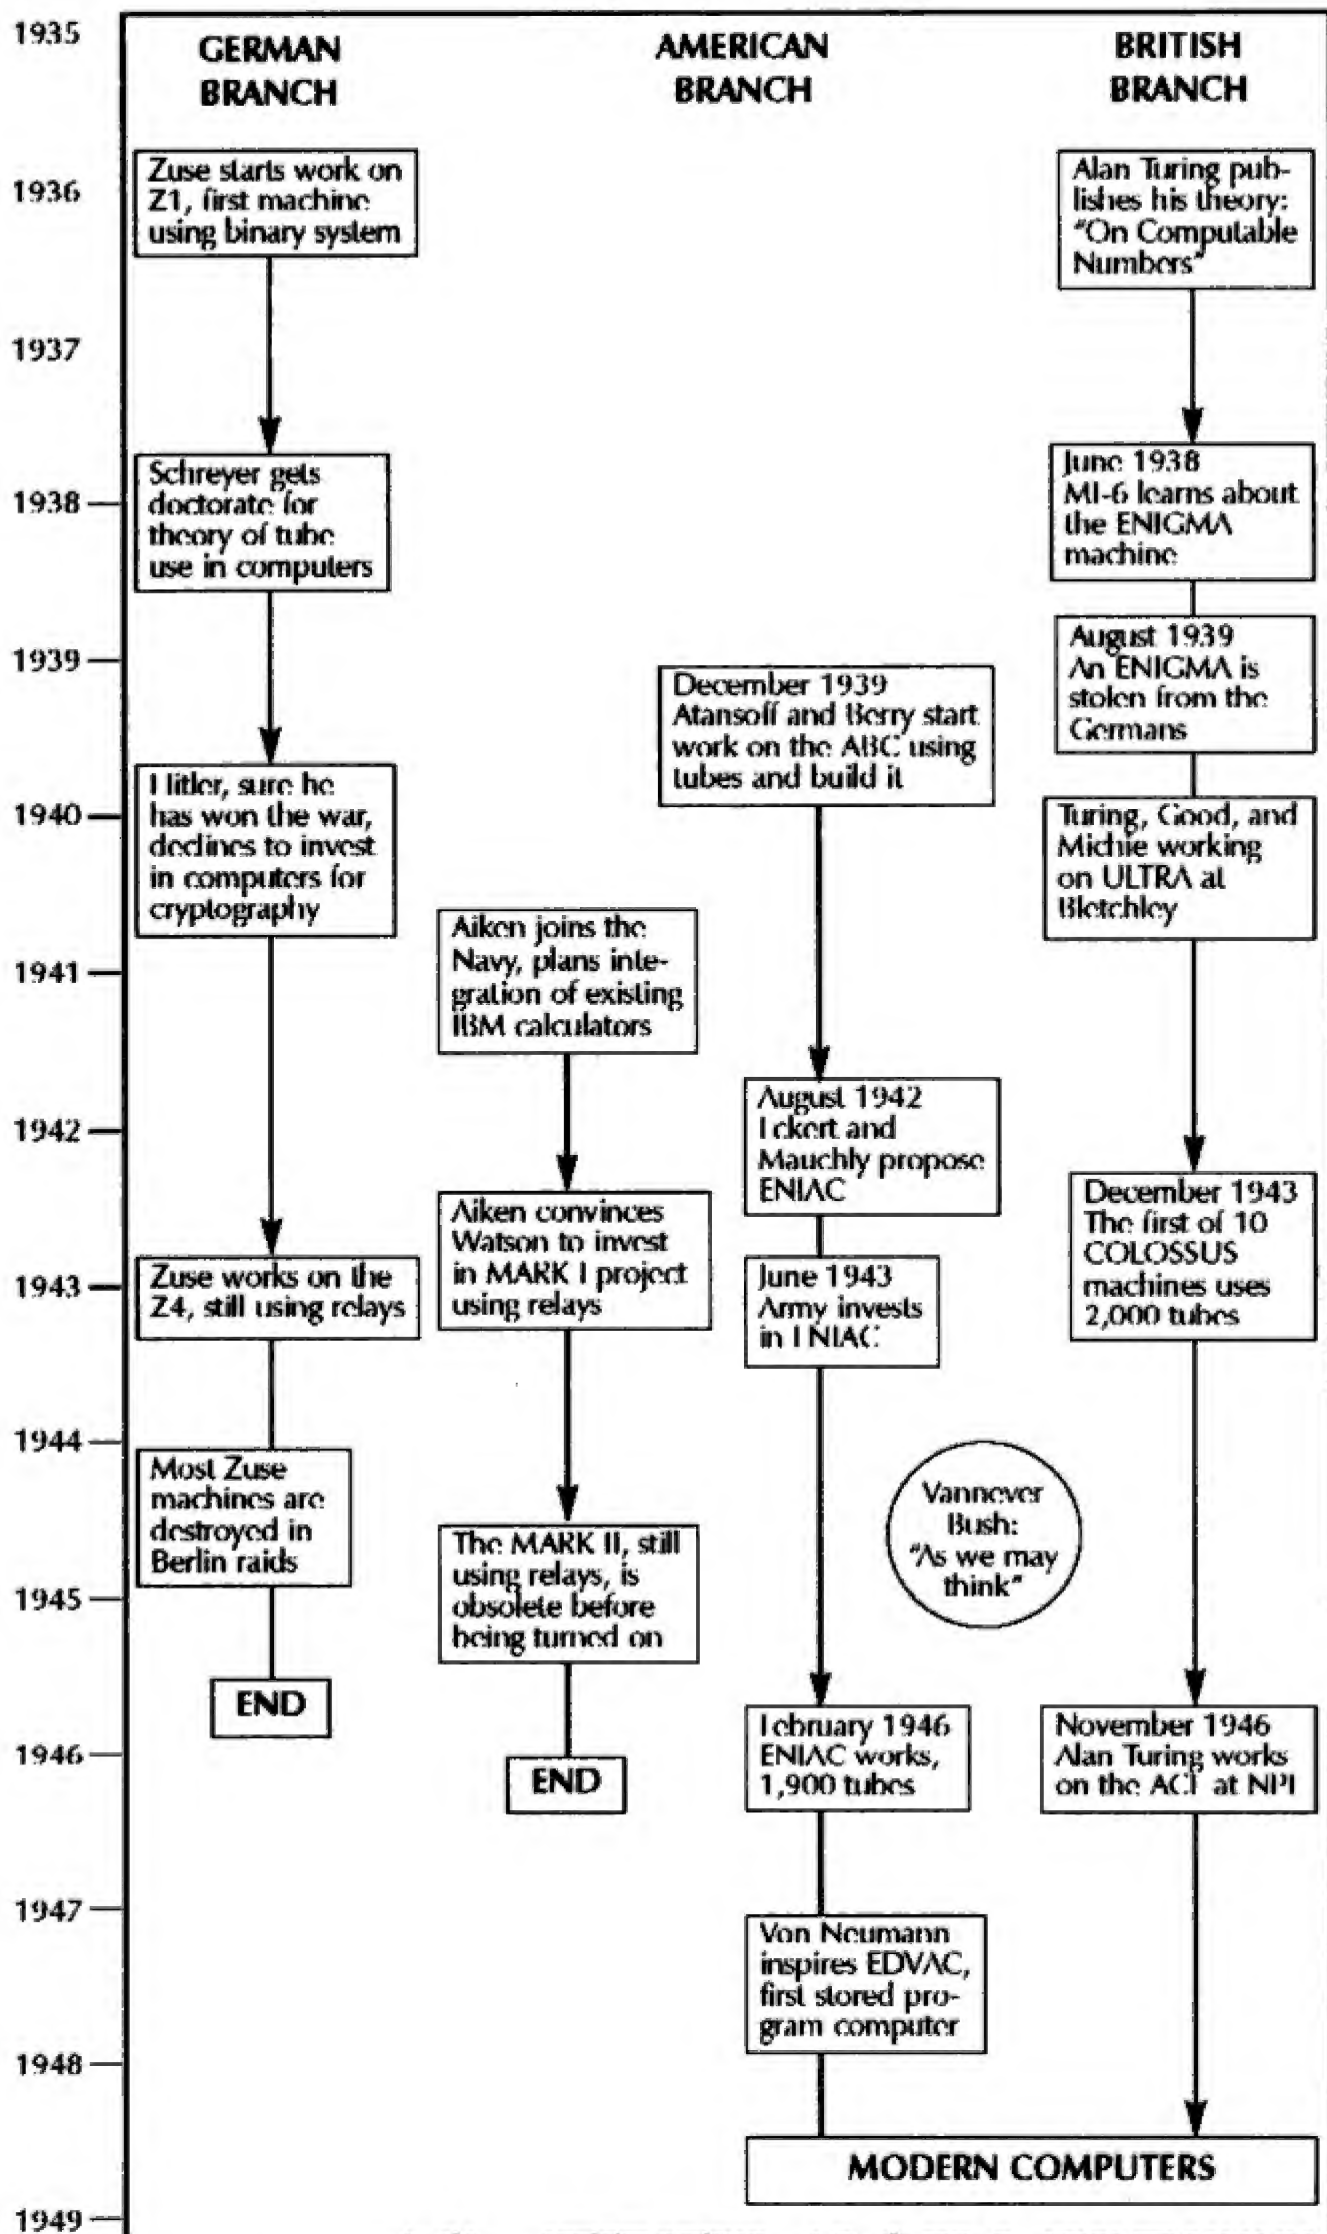 1935
GERMAN
BRANCH
AMERICAN
BRANCH
BRITISH
BRANCH
1936
Zuse starts work on
Z1, first machine
using binary system
Alan Turing pub-
lishes his theory:
"On Computable
Numbers"
1937
1938
Schreyer gets
doctorate for
theory of tube
use in computers
June 1938
MI-6 learns about
the ENIGMA
machine
1939
December 1939
Atansoff and Berry start
work on the ABC using
tubes and build it
August 1939
An ENIGMA is
stolen from the
Germans
1940
Hitler, sure he
has won the war,
declines to invest
in computers for
cryptography
Turing, Good, and
Michie working
on ULTRA at
Bletchley
1941
Aiken joins the
Navy, plans inte-
gration of existing
IBM calculators
1942
August 1942
Eckert and
Mauchly propose
ENIAC
Aiken convinces
Watson to invest
in MARK I project
using relays
December 1943
The first of 10
COLOSSUS
machines uses
2,000 tubes
1943
Zuse works on the
Z4, still using relays
June 1943
Army invests
in ENIAC
1944
Most Zuse
machines are
destroyed in
Berlin raids
Vannever
Bush:
"As we may
think"
1945
The MARK II, still
using relays, is
obsolete before
being turned on
END
1946
END
February 1946
ENIAC works,
1,900 tubes
November 1946
Alan Turing works
on the ACE at NPL
1947
Von Neumann
inspires EDVAC,
first stored pro-
gram computer
1948
MODERN COMPUTERS
1949